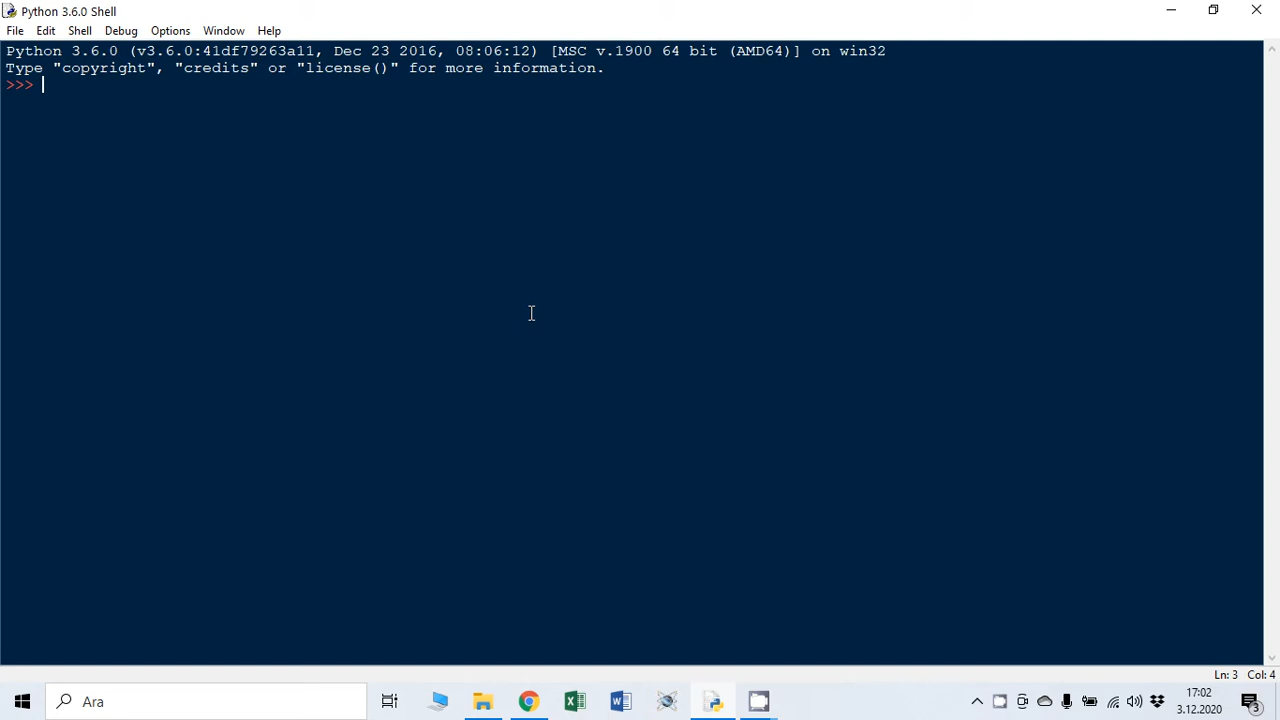 Python 3.6.0 Shell
File Edit Shell Debug Options Window Help
Python 3.6.0 (v3.6.0:41df79263a11, Dec 23 2016, 08:06:12) [MSC v.1900 64 bit (AMD64)] on win32
Type "copyright", "credits" or "license()" for more information.
>>>
Ln: 3 Col: 4
Ara
17:02
3.12.2020
3